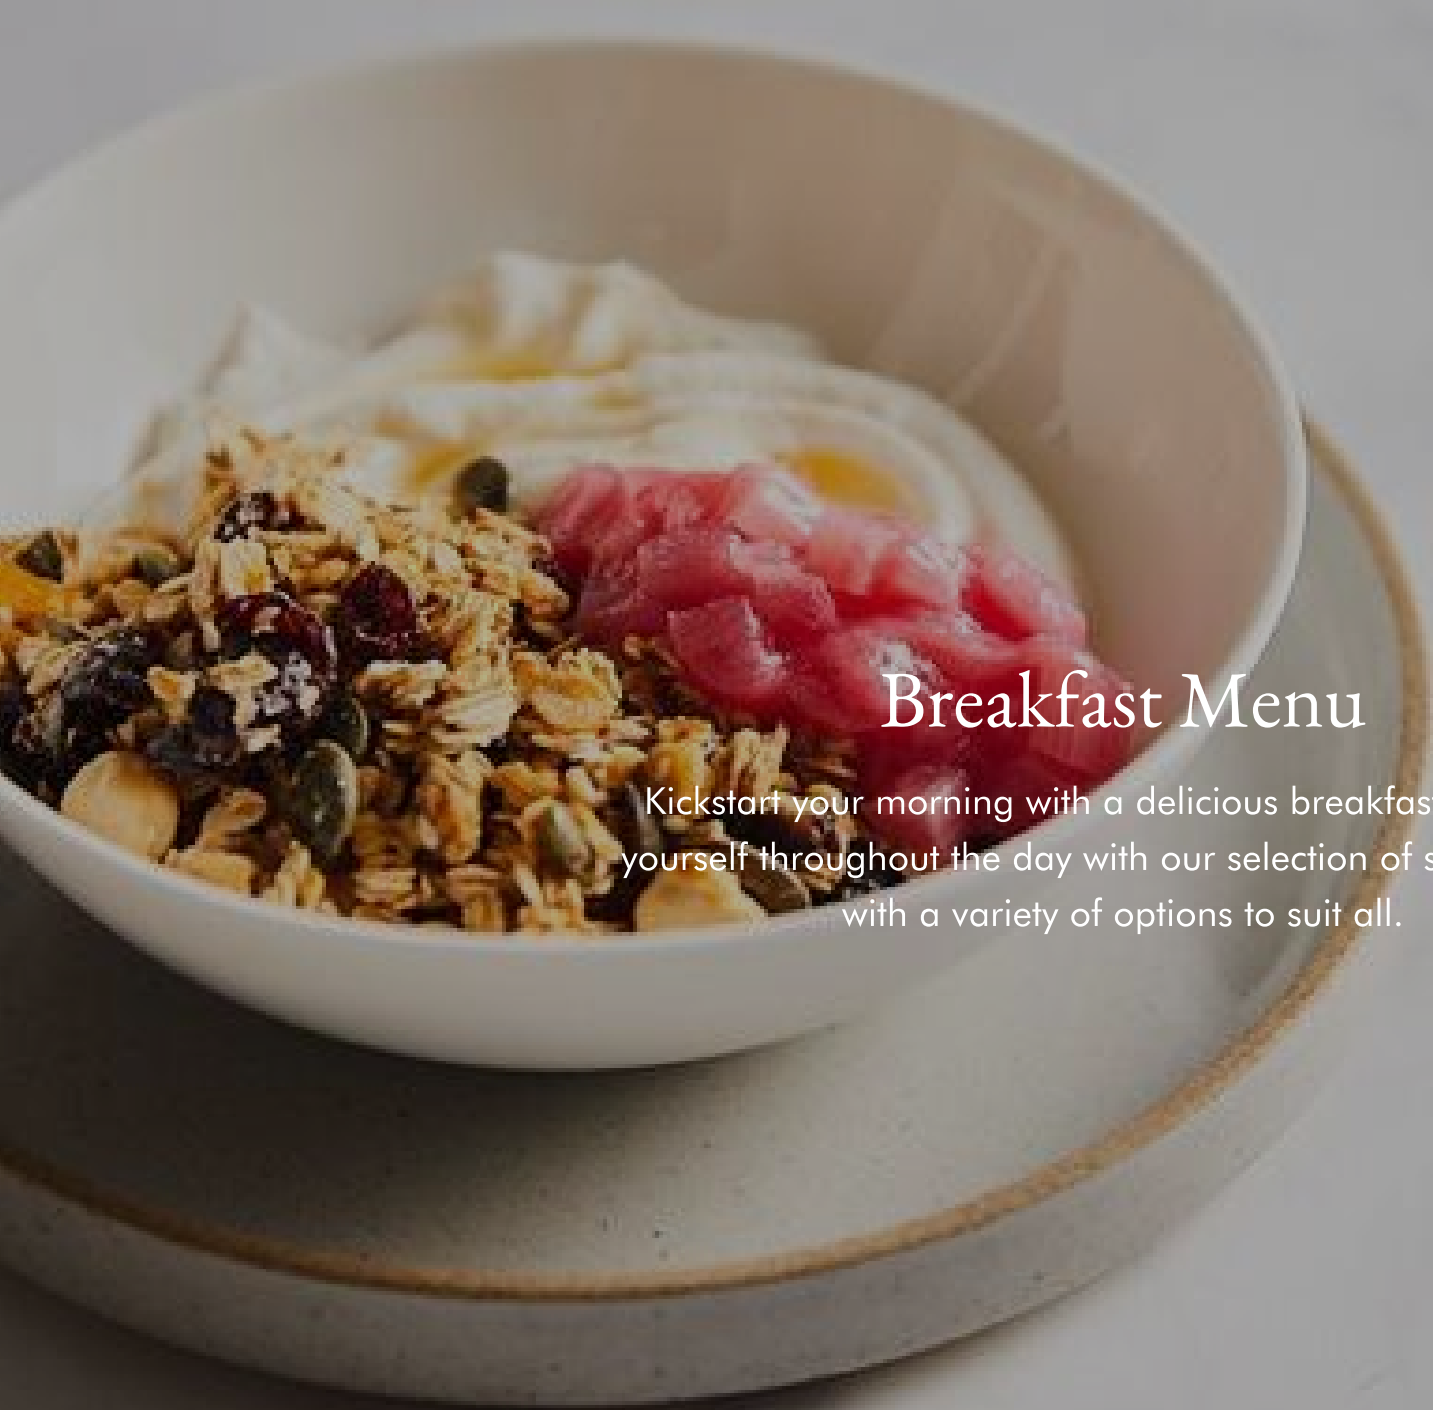 Breakfast Menu
Kickstart your morning with a delicious breakfast
yourself throughout the day with our selection of
with a variety of options to suit all.